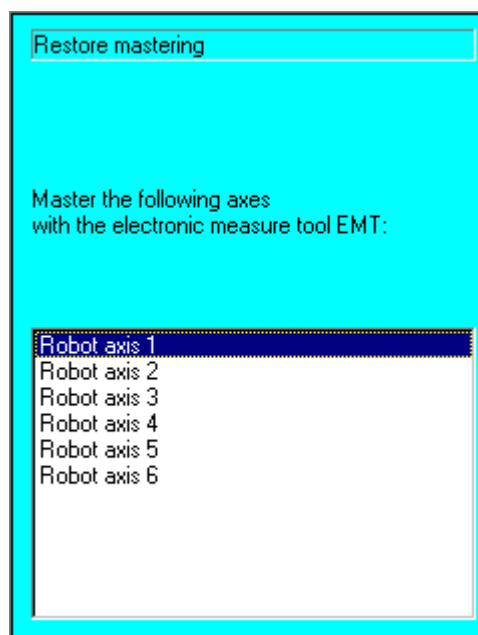 Restore mastering
Master the following axes
with the electronic measure tool EMT:
Robot axis 1
Robot axis 2
Robot axis 3
Robot axis 4
Robot axis 5
Robot axis 6